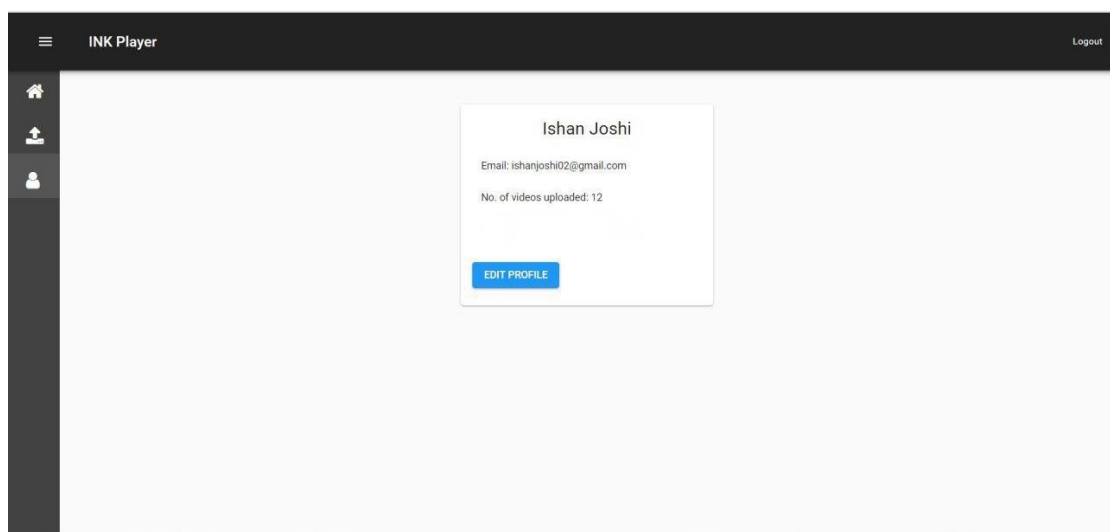 INK Player
Logout
Ishan Joshi
Email: ishanjoshi02@gmail.com
No. of videos uploaded: 12
EDIT PROFILE